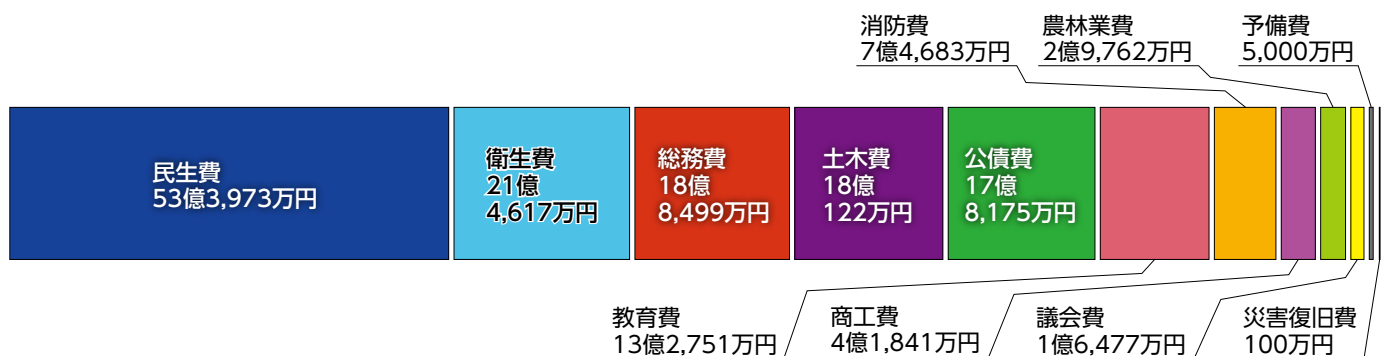 消防費
7億4,683万円
農林業費
2億9,762万円
予備費
5,000万円
民生費
53億3,973万円
衛生費
21億
4,617万円
総務費
18億
8,499万円
土木費
18億
122万円
公債費
17億
8,175万円
教育費
13億2,751万円
商工費
4億1,841万円
議会費
1億6,477万円
災害復旧費
100万円